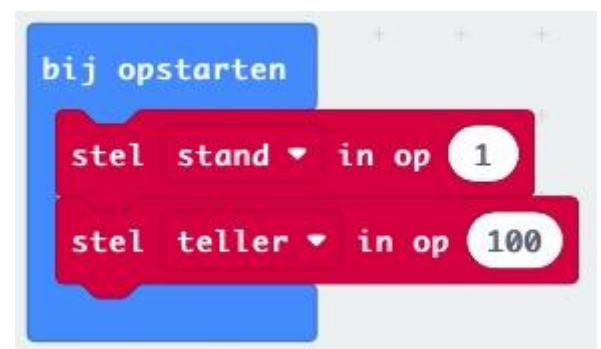 bij opstarten
stel stand in op 1
stel teller in op 100